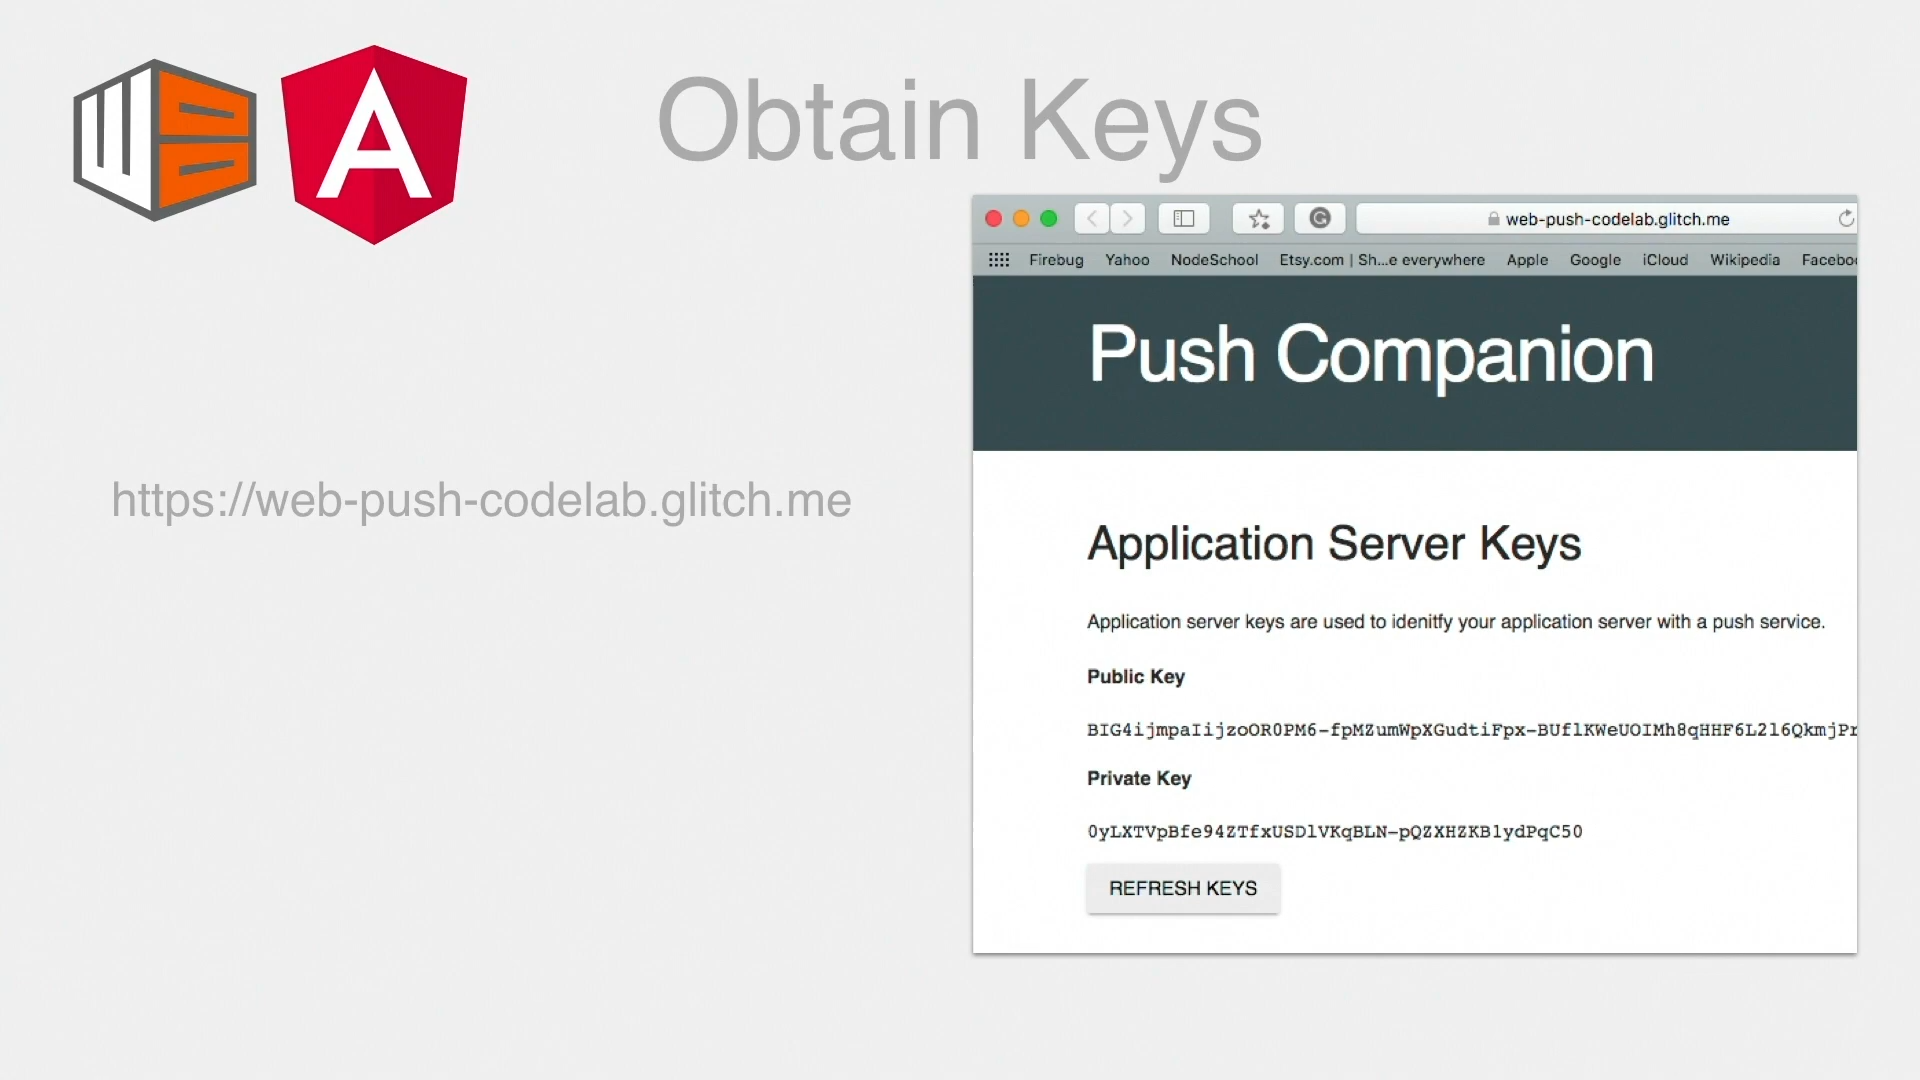 Obtain Keys
https://web-push-codelab.glitch.me
web-push-codelab.glitch.me
Firebug Yahoo NodeSchool Etsy.com | Sh...e everywhere Apple Google iCloud Wikipedia Faceboo
Push Companion
Application Server Keys
Application server keys are used to idenitfy your application server with a push service.
Public Key
BIG4ijmpaIijzoOR0PM6-fpMZumWpXGudtiFpx-BUflKWeUOIMh8qHHF6L2l6QkmjPr
Private Key
0yLXTVpBfe94ZTfxUSDlVKqBLN-pQZXHZKBlydPqC50
REFRESH KEYS